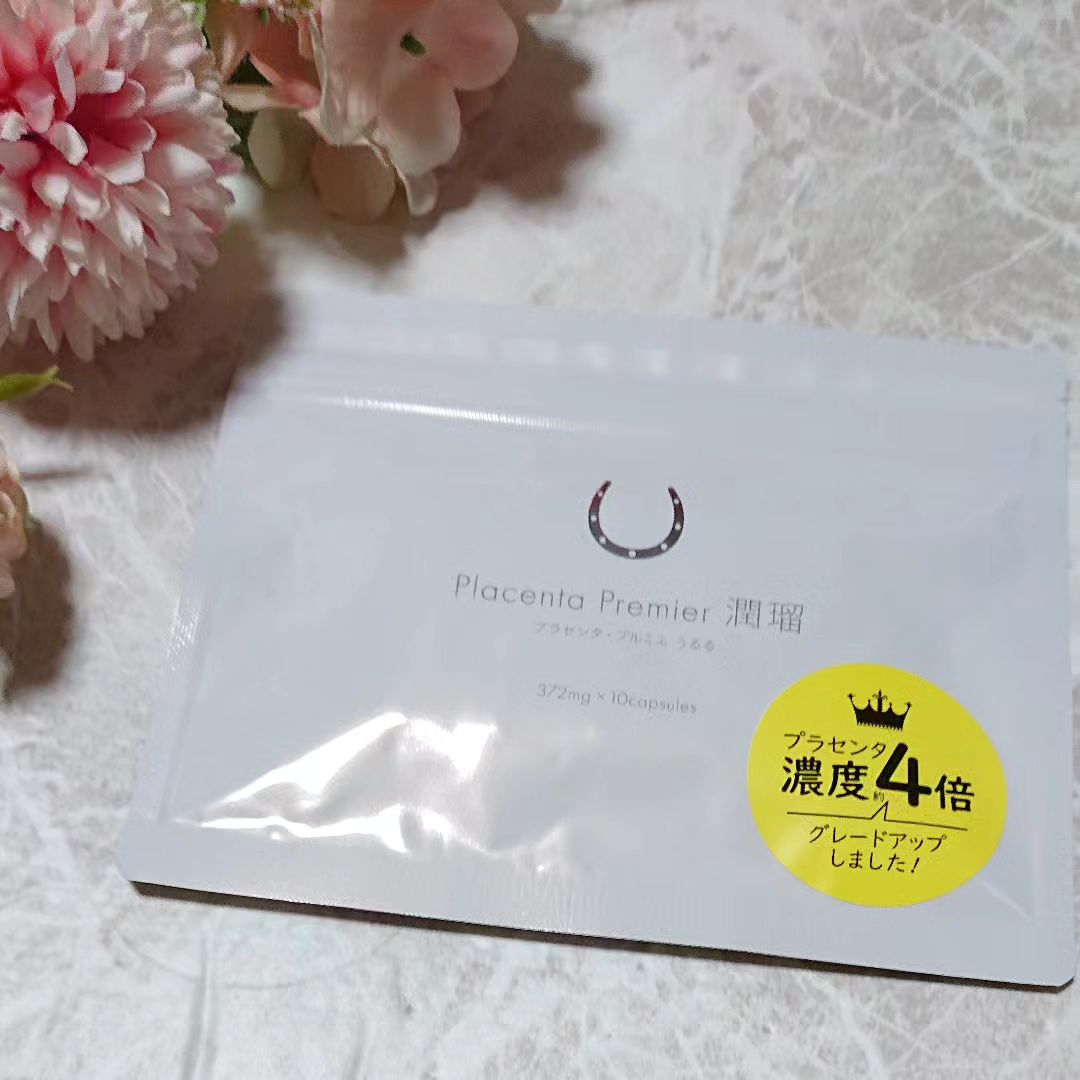 Placenta Premier 潤瑠
プラセンタ・プルミエ うるる
372mg×10capsules
プラセンタ
濃度約4倍
グレードアップ
しました!